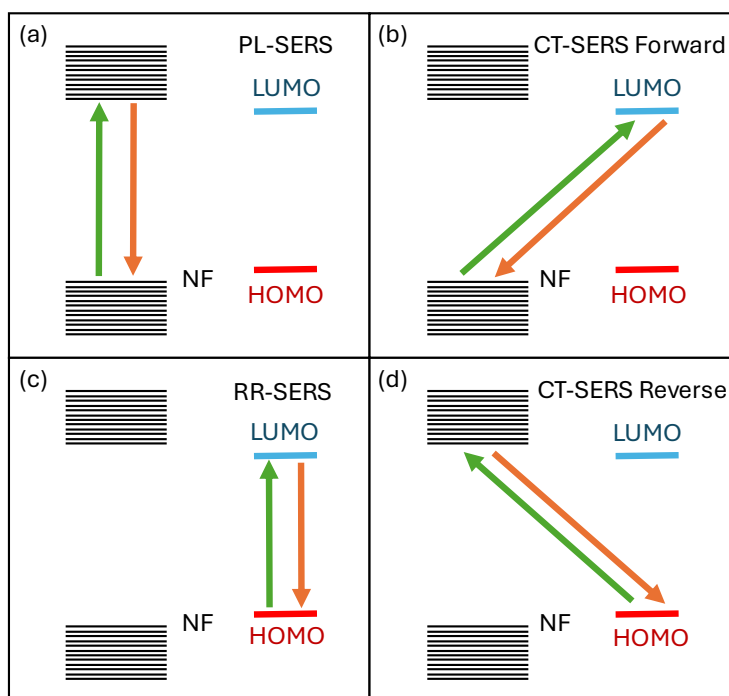 (a)
PL-SERS
LUMO
NF
HOMO
(b)
CT-SERS Forward
LUMO
NF
HOMO
(c)
RR-SERS
LUMO
NF
HOMO
(d)
CT-SERS Reverse
LUMO
NF
HOMO